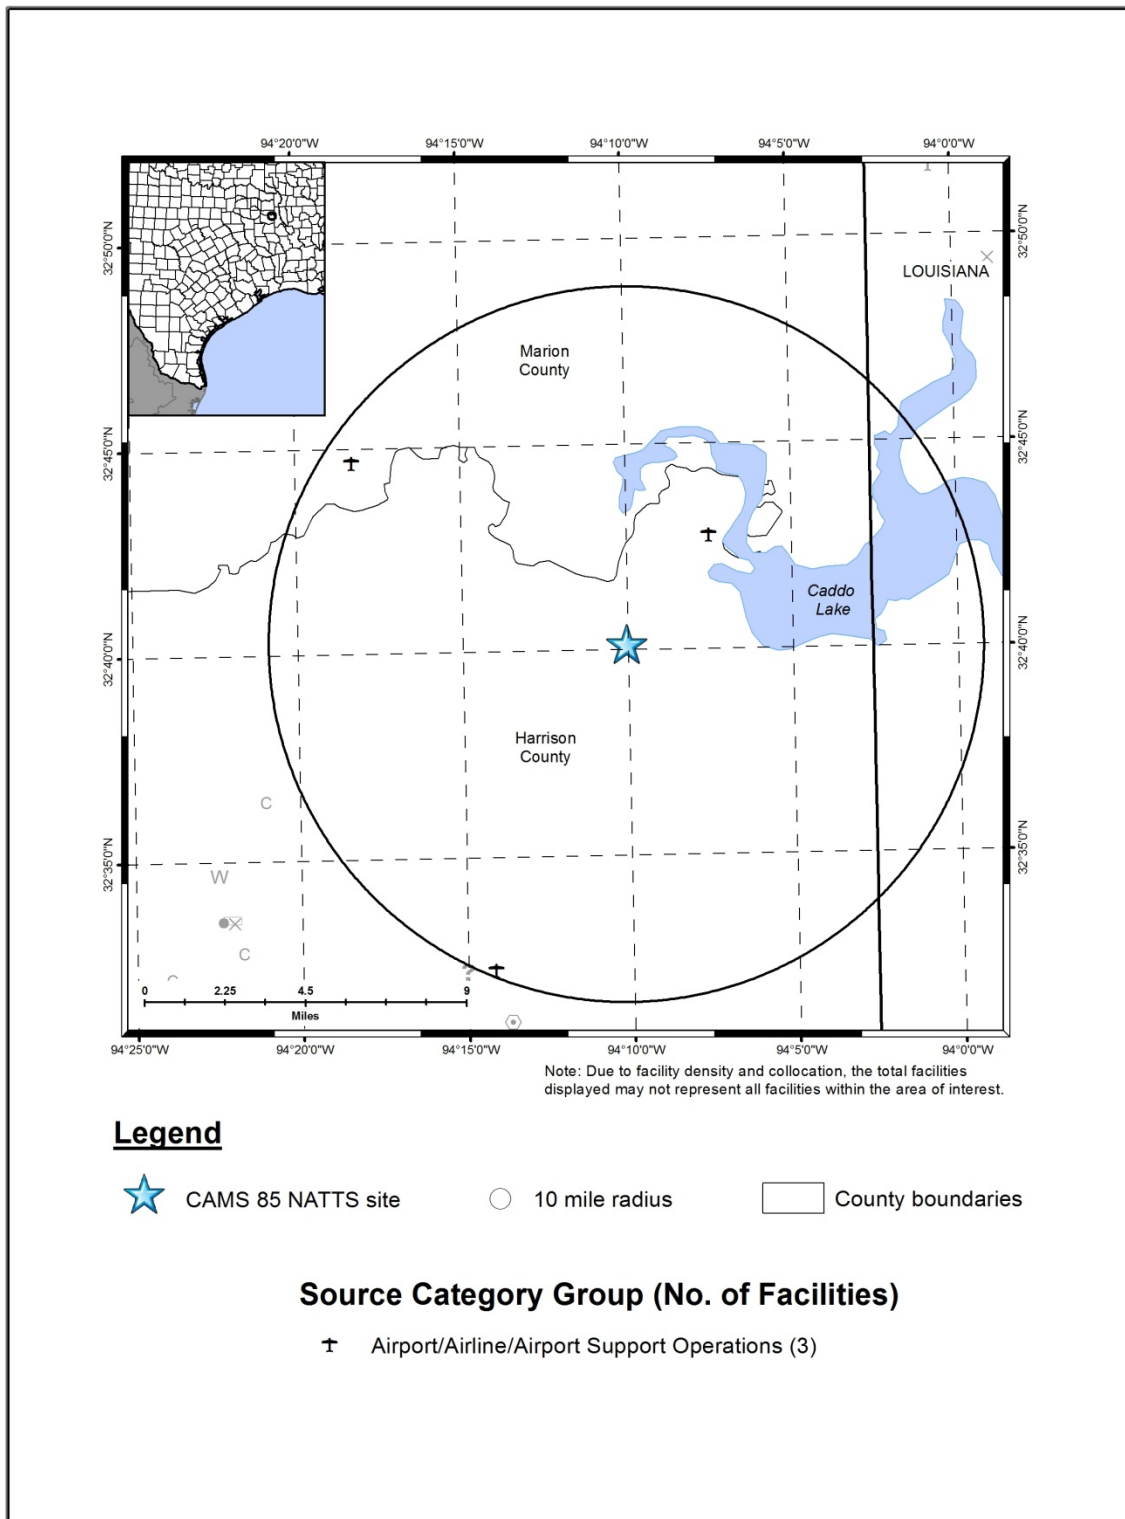 94°20'0"W 94°15'0"W 94°10'0"W 94°5'0"W 94°0'0"W
32°50'0"N
32°50'0"N
LOUISIANA
Marion
County
32°45'0"N
32°45'0"N
Caddo
Lake
32°40'0"N
32°40'0"N
Harrison
County
C
32°35'0"N
32°35'0"N
W
C
C
?
0 2.25 4.5 9
Miles
94°25'0"W 94°20'0"W 94°15'0"W 94°10'0"W 94°5'0"W 94°0'0"W
Note: Due to facility density and collocation, the total facilities
displayed may not represent all facilities within the area of interest.
Legend
CAMS 85 NATTS site 10 mile radius County boundaries
Source Category Group (No. of Facilities)
Airport/Airline/Airport Support Operations (3)